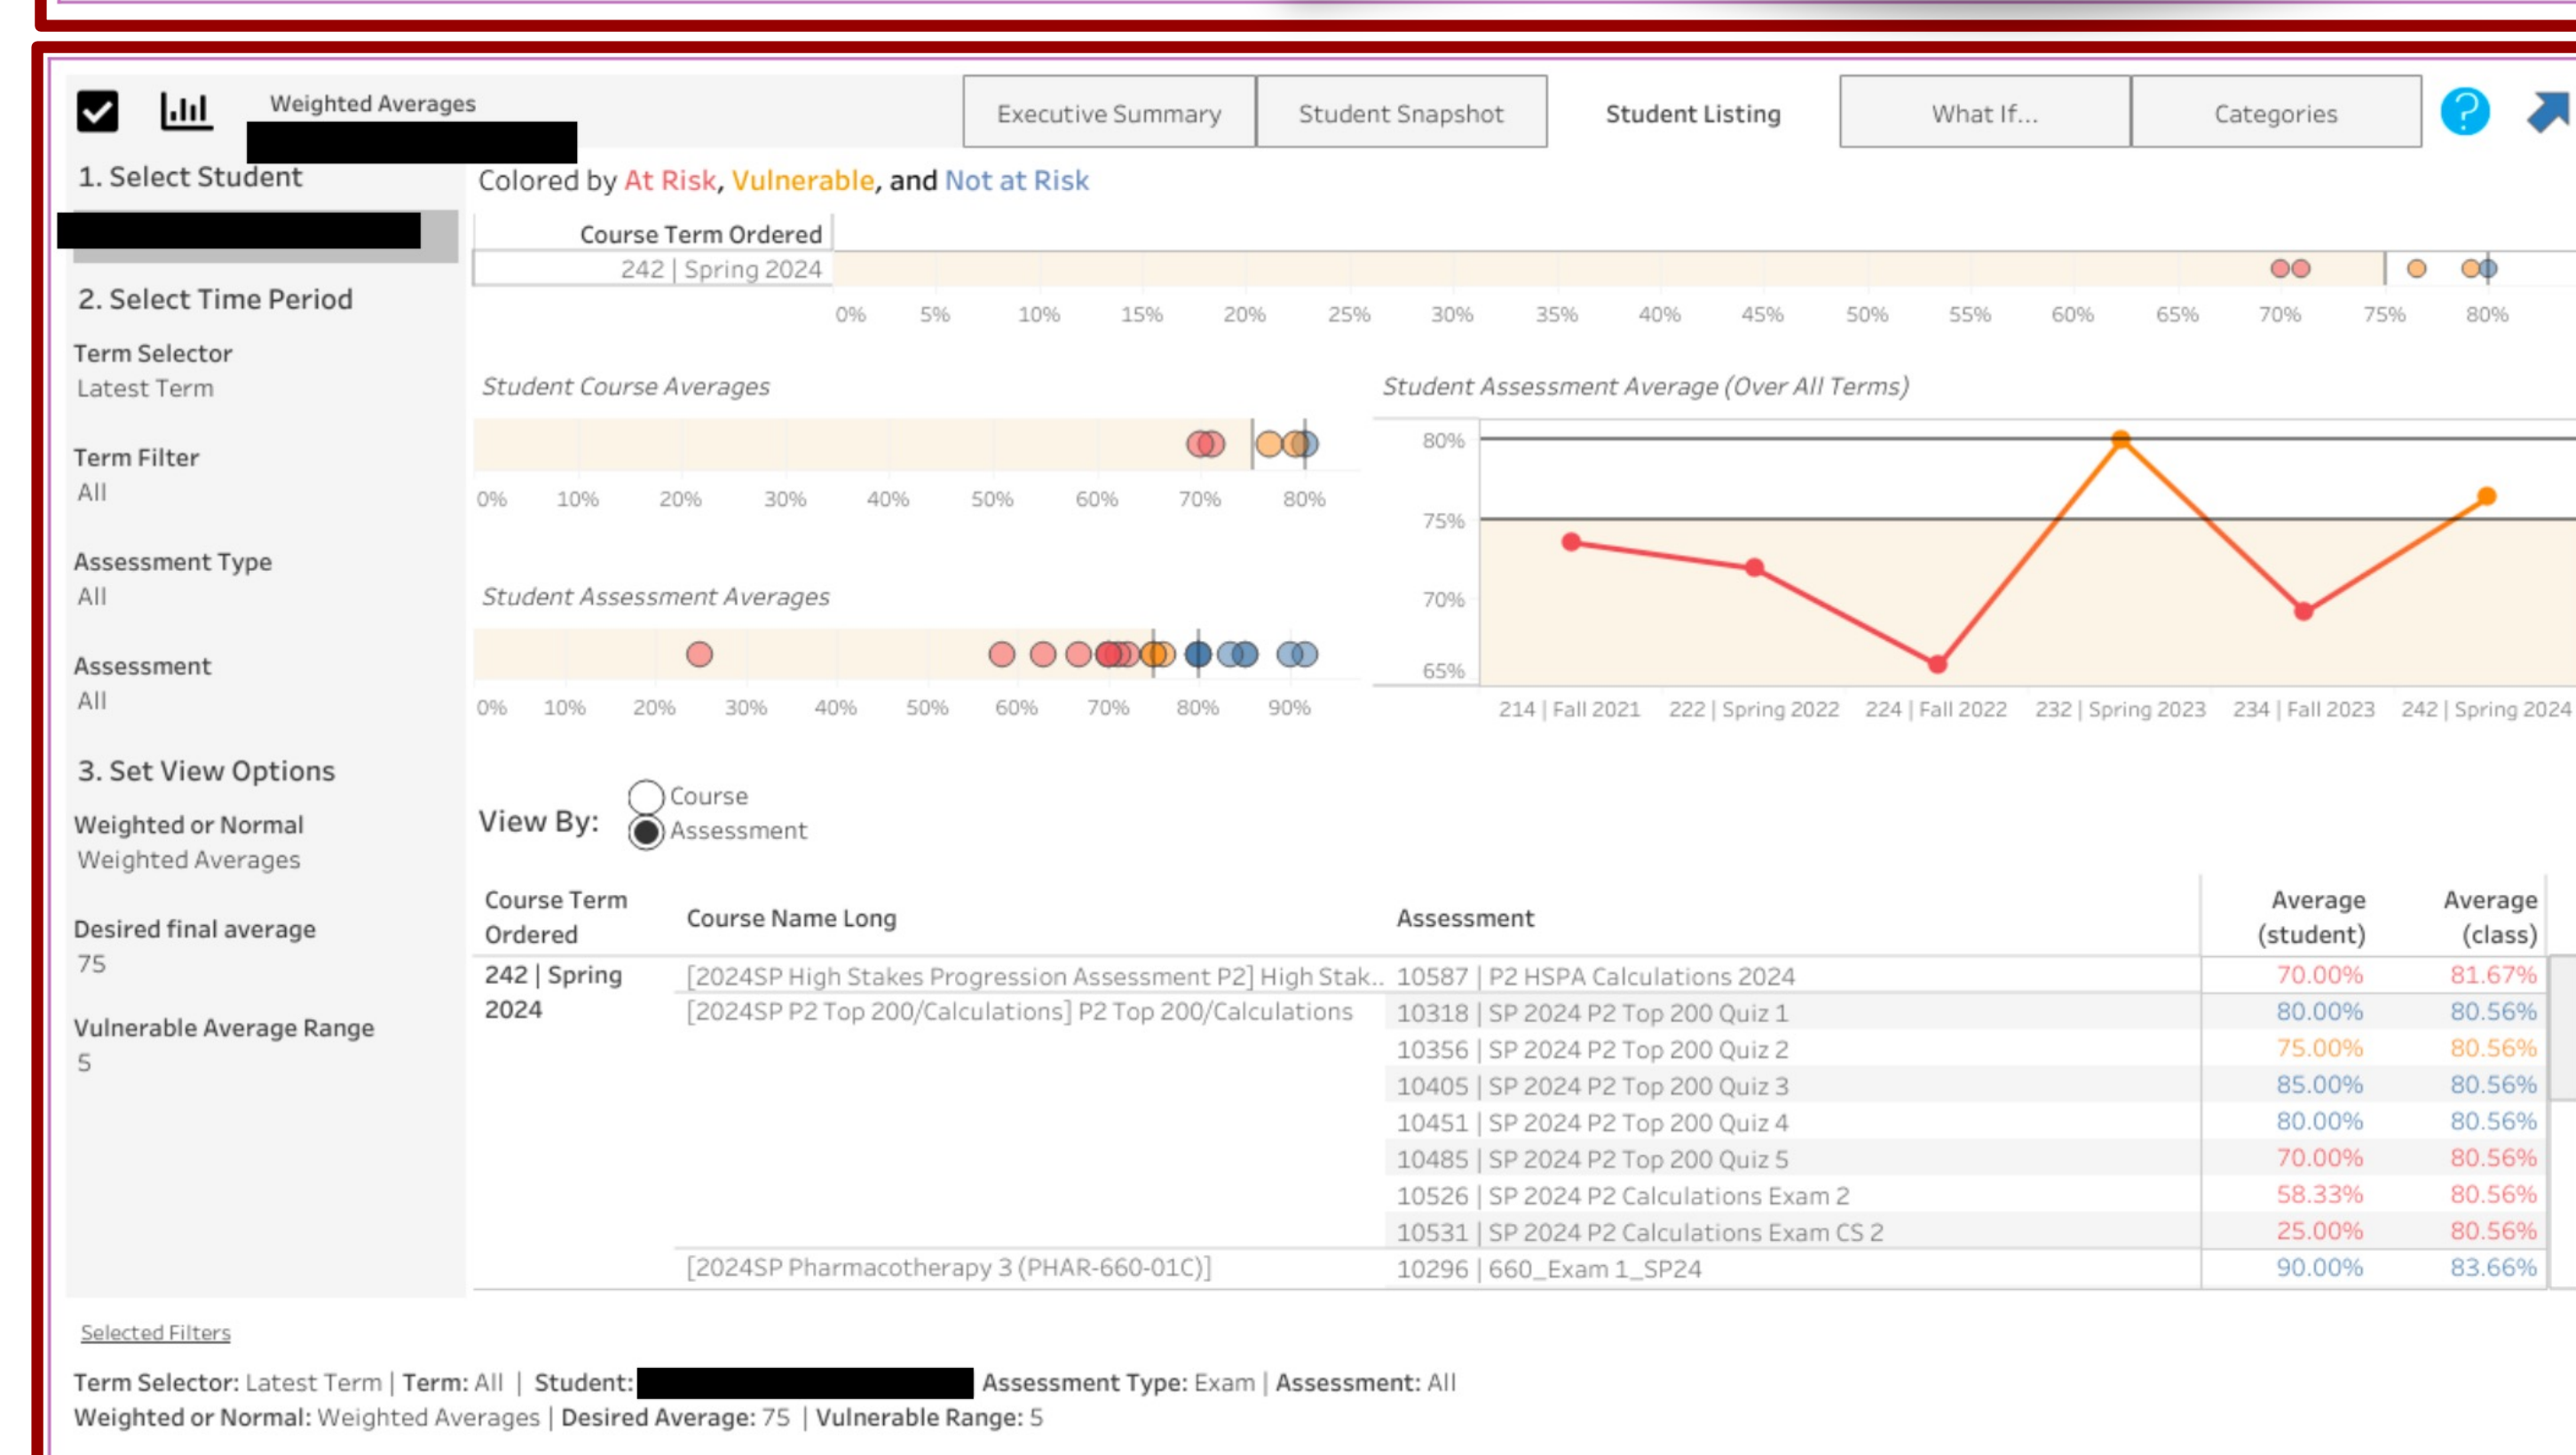 Weighted Averages
Executive Summary
Student Snapshot
Student Listing
What If...
Categories
?
1. Select Student
2. Select Time Period
Term Selector
Latest Term
Term Filter
All
Assessment Type
All
Assessment
All
3. Set View Options
Weighted or Normal
Weighted Averages
Desired final average
75
Vulnerable Average Range
5
Colored by At Risk, Vulnerable, and Not at Risk
Course Term Ordered
242 | Spring 2024
0% 5% 10% 15% 20% 25% 30% 35% 40% 45% 50% 55% 60% 65% 70% 75% 80%
Student Course Averages
0% 10% 20% 30% 40% 50% 60% 70% 80%
Student Assessment Averages
0% 10% 20% 30% 40% 50% 60% 70% 80% 90%
Student Assessment Average (Over All Terms)
80%
75%
70%
65%
214 | Fall 2021 222 | Spring 2022 224 | Fall 2022 232 | Spring 2023 234 | Fall 2023 242 | Spring 2024
View By:
Course
Assessment
Course Term Ordered
Course Name Long
Assessment
Average (student)
Average (class)
242 | Spring 2024
[2024SP High Stakes Progression Assessment P2] High Stak.. 10587 | P2 HSPA Calculations 2024 70.00% 81.67%
[2024SP P2 Top 200/Calculations] P2 Top 200/Calculations 10318 | SP 2024 P2 Top 200 Quiz 1 80.00% 80.56%
10356 | SP 2024 P2 Top 200 Quiz 2 75.00% 80.56%
10405 | SP 2024 P2 Top 200 Quiz 3 85.00% 80.56%
10451 | SP 2024 P2 Top 200 Quiz 4 80.00% 80.56%
10485 | SP 2024 P2 Top 200 Quiz 5 70.00% 80.56%
10526 | SP 2024 P2 Calculations Exam 2 58.33% 80.56%
10531 | SP 2024 P2 Calculations Exam CS 2 25.00% 80.56%
[2024SP Pharmacotherapy 3 (PHAR-660-01C)] 10296 | 660_Exam 1_SP24 90.00% 83.66%
Selected Filters
Term Selector: Latest Term | Term: All | Student: Assessment Type: Exam | Assessment: All
Weighted or Normal: Weighted Averages | Desired Average: 75 | Vulnerable Range: 5